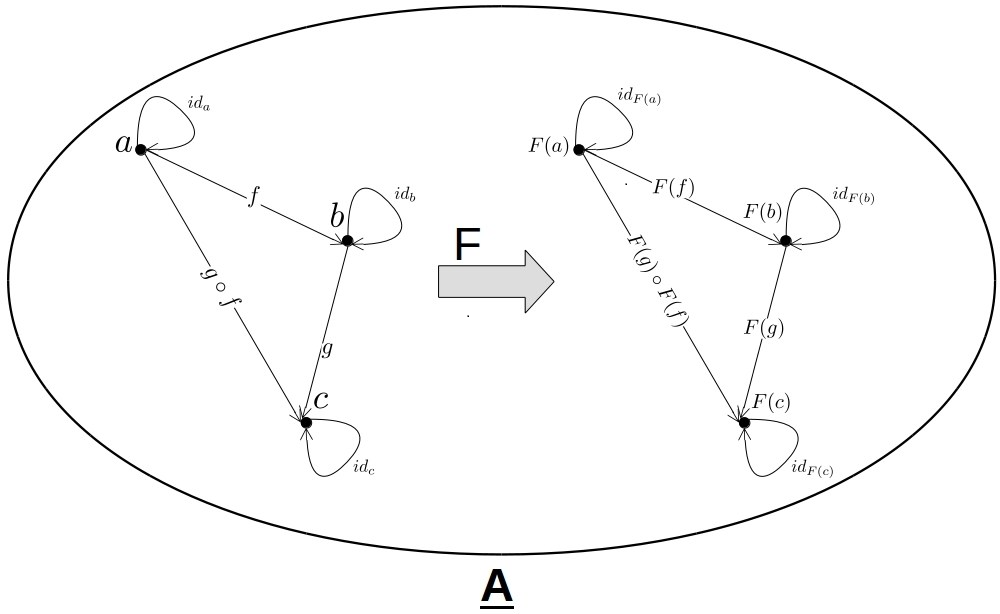 id_a
id_{F(a)}
a
F(a)
f
F(f)
id_b
id_{F(b)}
b
F(b)
F
g ∘ f
F(g) ∘ F(f)
g
F(g)
c
F(c)
id_c
id_{F(c)}
A